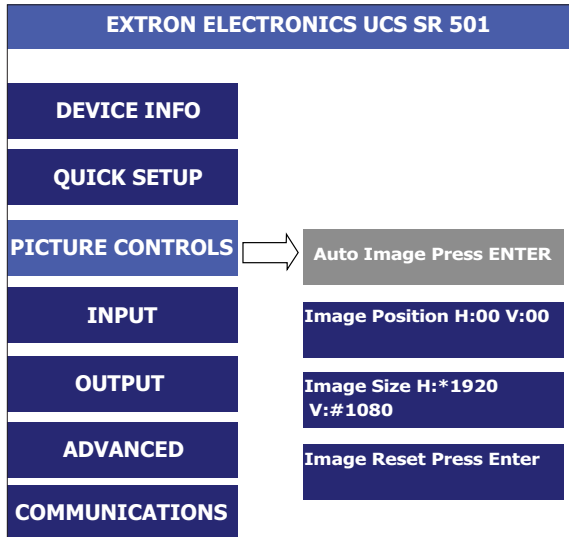 EXTRON ELECTRONICS UCS SR 501
DEVICE INFO
QUICK SETUP
PICTURE CONTROLS
INPUT
OUTPUT
ADVANCED
COMMUNICATIONS
Auto Image Press ENTER
Image Position H:00 V:00
Image Size H:*1920
V:#1080
Image Reset Press Enter